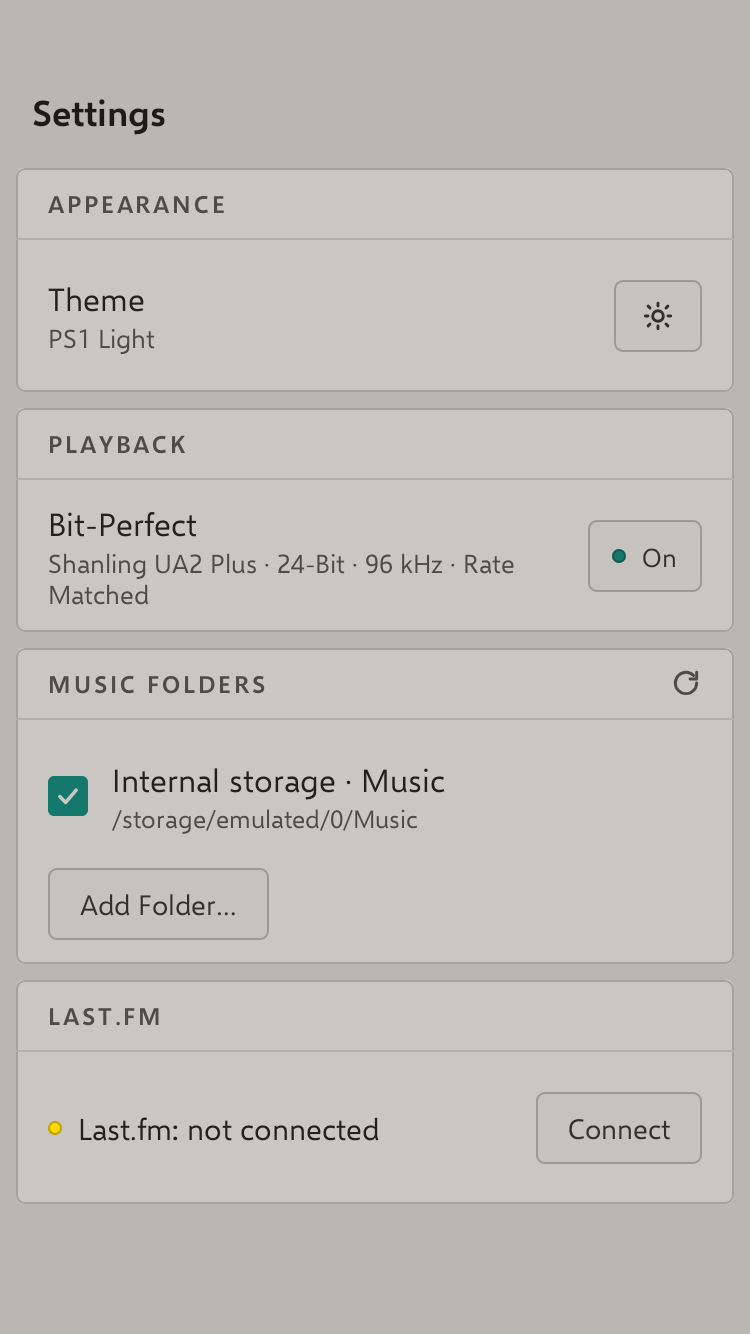 Settings
APPEARANCE
Theme
PS1 Light
PLAYBACK
Bit-Perfect
Shanling UA2 Plus · 24-Bit · 96 kHz · Rate
Matched
On
MUSIC FOLDERS
Internal storage · Music
/storage/emulated/0/Music
Add Folder...
LAST.FM
Last.fm: not connected
Connect